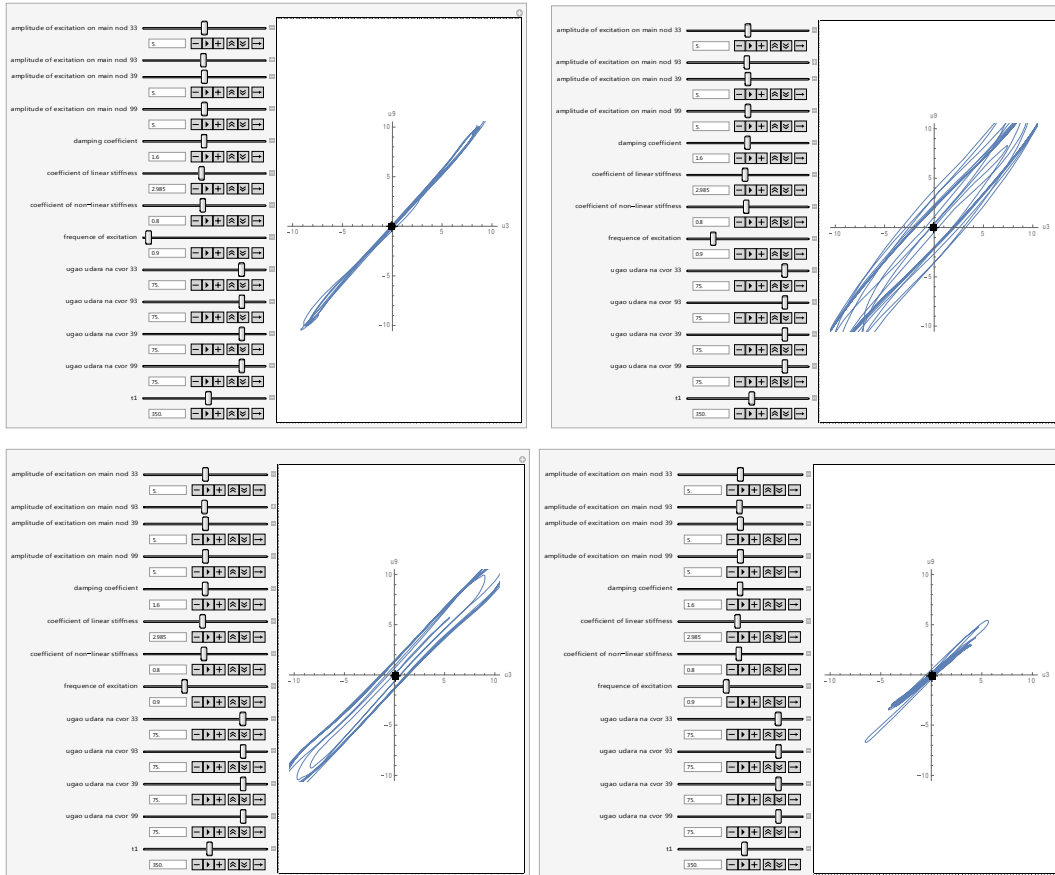 amplitude of excitation on main nod 33
5.
amplitude of excitation on main nod 93
amplitude of excitation on main nod 39
5.
amplitude of excitation on main nod 99
5.
damping coefficient
1.6
coefficient of linear stiffness
2.985
coefficient of non-linear stiffness
0.8
frequence of excitation
0.9
ugao udara na cvor 33
75.
ugao udara na cvor 93
75.
ugao udara na cvor 39
75.
ugao udara na cvor 99
75.
t1
350.
u9
10
5
-10
-5
5
10
u3
-5
-10
amplitude of excitation on main nod 33
5.
amplitude of excitation on main nod 93
amplitude of excitation on main nod 39
5.
amplitude of excitation on main nod 99
5.
damping coefficient
1.6
coefficient of linear stiffness
2.985
coefficient of non-linear stiffness
0.8
frequence of excitation
0.9
ugao udara na cvor 33
75.
ugao udara na cvor 93
75.
ugao udara na cvor 39
75.
ugao udara na cvor 99
75.
t1
350.
u9
10
5
-10
-5
5
10
u3
-5
-10
amplitude of excitation on main nod 33
5.
amplitude of excitation on main nod 93
amplitude of excitation on main nod 39
5.
amplitude of excitation on main nod 99
5.
damping coefficient
1.6
coefficient of linear stiffness
2.985
coefficient of non-linear stiffness
0.8
frequence of excitation
0.9
ugao udara na cvor 33
75.
ugao udara na cvor 93
75.
ugao udara na cvor 39
75.
ugao udara na cvor 99
75.
t1
350.
u9
10
5
-10
-5
5
10
u3
-5
-10
amplitude of excitation on main nod 33
5.
amplitude of excitation on main nod 93
amplitude of excitation on main nod 39
5.
amplitude of excitation on main nod 99
5.
damping coefficient
1.6
coefficient of linear stiffness
2.985
coefficient of non-linear stiffness
0.8
frequence of excitation
0.9
ugao udara na cvor 33
75.
ugao udara na cvor 93
75.
ugao udara na cvor 39
75.
ugao udara na cvor 99
75.
t1
350.
u9
10
5
-10
-5
5
10
u3
-5
-10